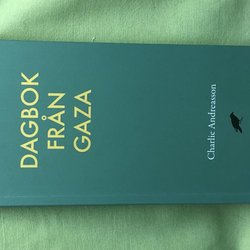 DAGBOK
FRÅN
GAZA
Charlie Andreasson